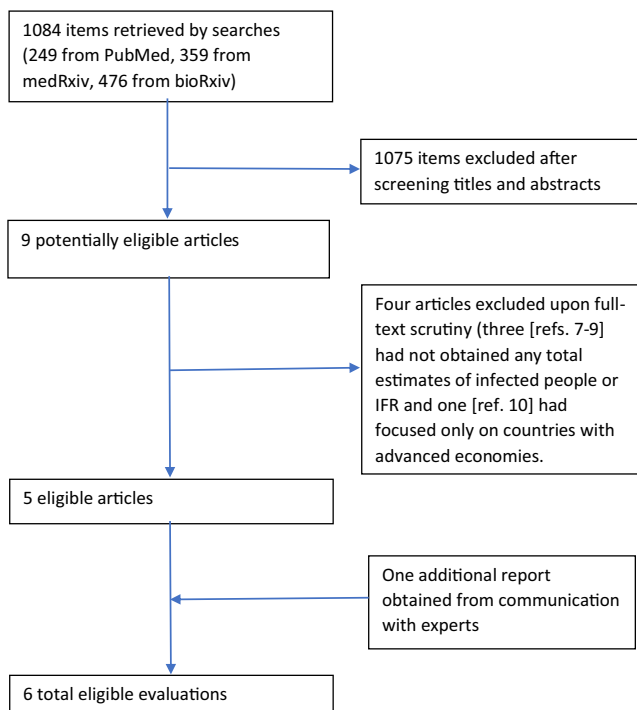 1084 items retrieved by searches
(249 from PubMed, 359 from
medRxiv, 476 from bioRxiv)
1075 items excluded after
screening titles and abstracts
9 potentially eligible articles
Four articles excluded upon full-
text scrutiny (three [refs. 7-9]
had not obtained any total
estimates of infected people or
IFR and one [ref. 10] had
focused only on countries with
advanced economies.
5 eligible articles
One additional report
obtained from communication
with experts
6 total eligible evaluations